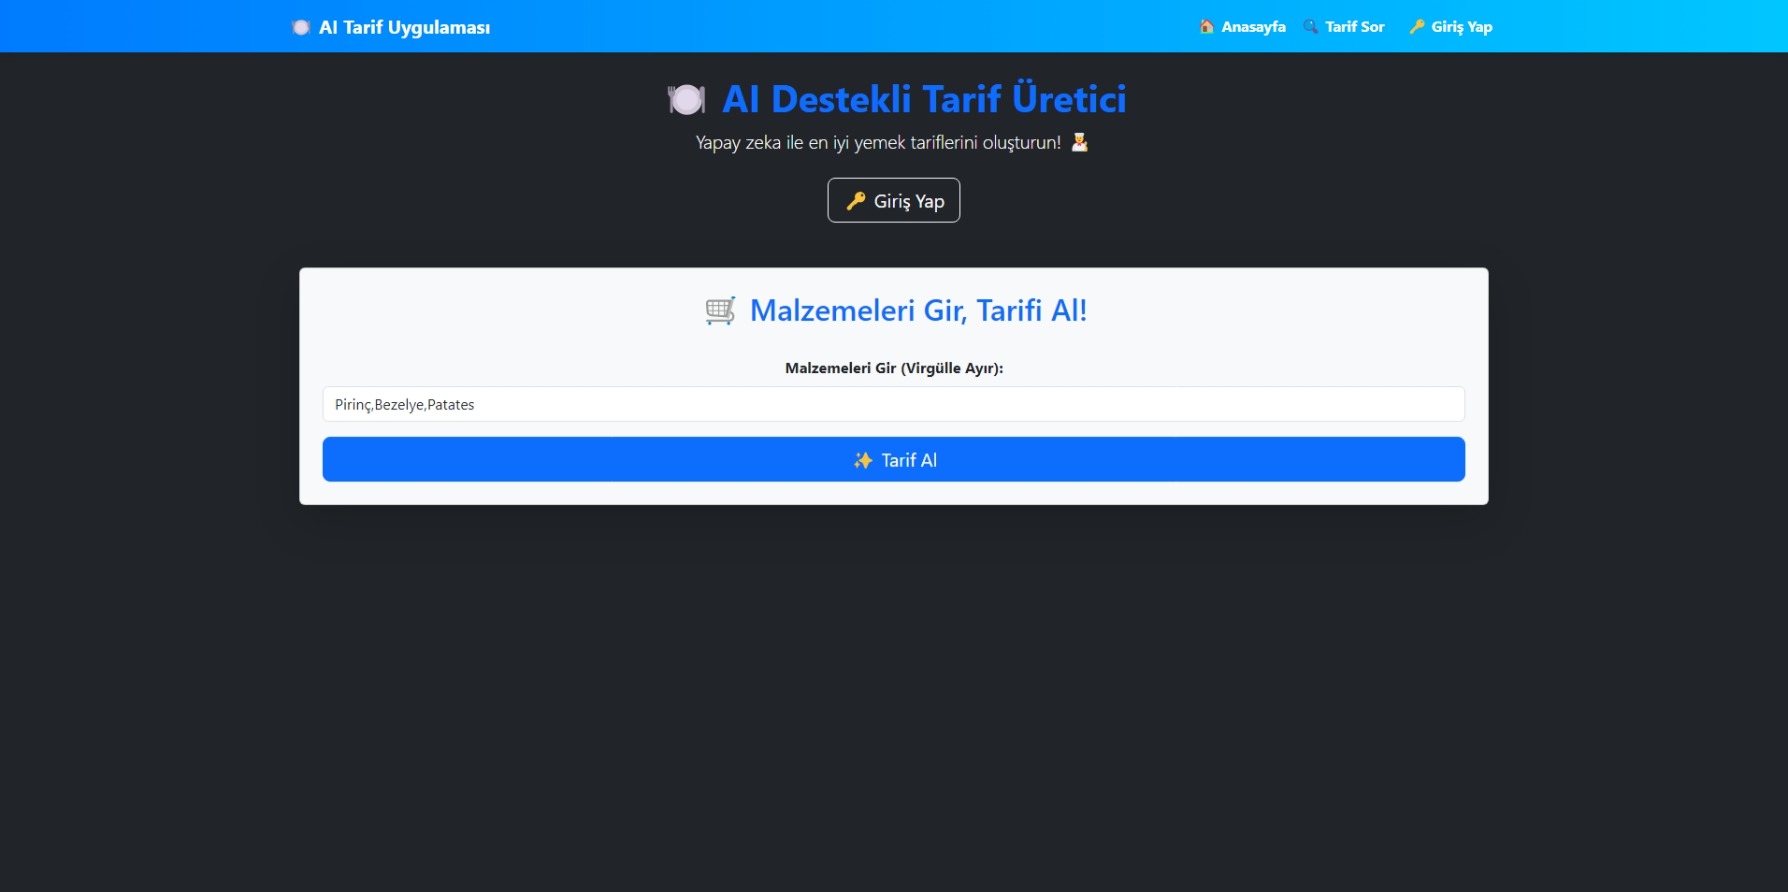 AI Tarif Uygulaması
Anasayfa Tarif Sor Giriş Yap
AI Destekli Tarif Üretici
Yapay zeka ile en iyi yemek tariflerini oluşturun!
Giriş Yap
Malzemeleri Gir, Tarifi Al!
Malzemeleri Gir (Virgülle Ayır):
Pirinç,Bezelye,Patates
Tarif Al